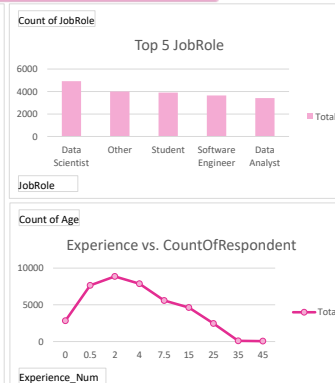 Count of JobRole
Top 5 JobRole
6000
4000
2000
0
Data Scientist
Other
Student
Software Engineer
Data Analyst
Total
JobRole
Count of Age
Experience vs. CountOfRespondent
10000
5000
0
0 0.5 2 4 7.5 15 25 35 45
Total
Experience_Num